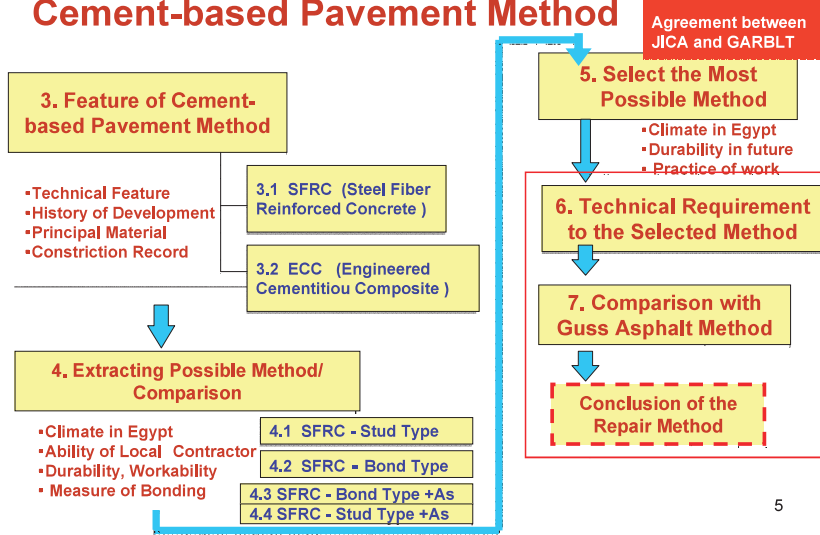 Cement-based Pavement Method
Agreement between
JICA and GARBLT
3. Feature of Cement-
based Pavement Method
▪Technical Feature
▪History of Development
▪Principal Material
▪Constriction Record
3.1 SFRC (Steel Fiber
Reinforced Concrete )
3.2 ECC (Engineered
Cementitiou Composite )
4. Extracting Possible Method/
Comparison
▪Climate in Egypt
▪Ability of Local Contractor
▪Durability, Workability
▪ Measure of Bonding
4.1 SFRC - Stud Type
4.2 SFRC - Bond Type
4.3 SFRC - Bond Type +As
4.4 SFRC - Stud Type +As
5. Select the Most
Possible Method
▪Climate in Egypt
▪Durability in future
▪ Practice of work
6. Technical Requirement
to the Selected Method
7. Comparison with
Guss Asphalt Method
Conclusion of the
Repair Method
5